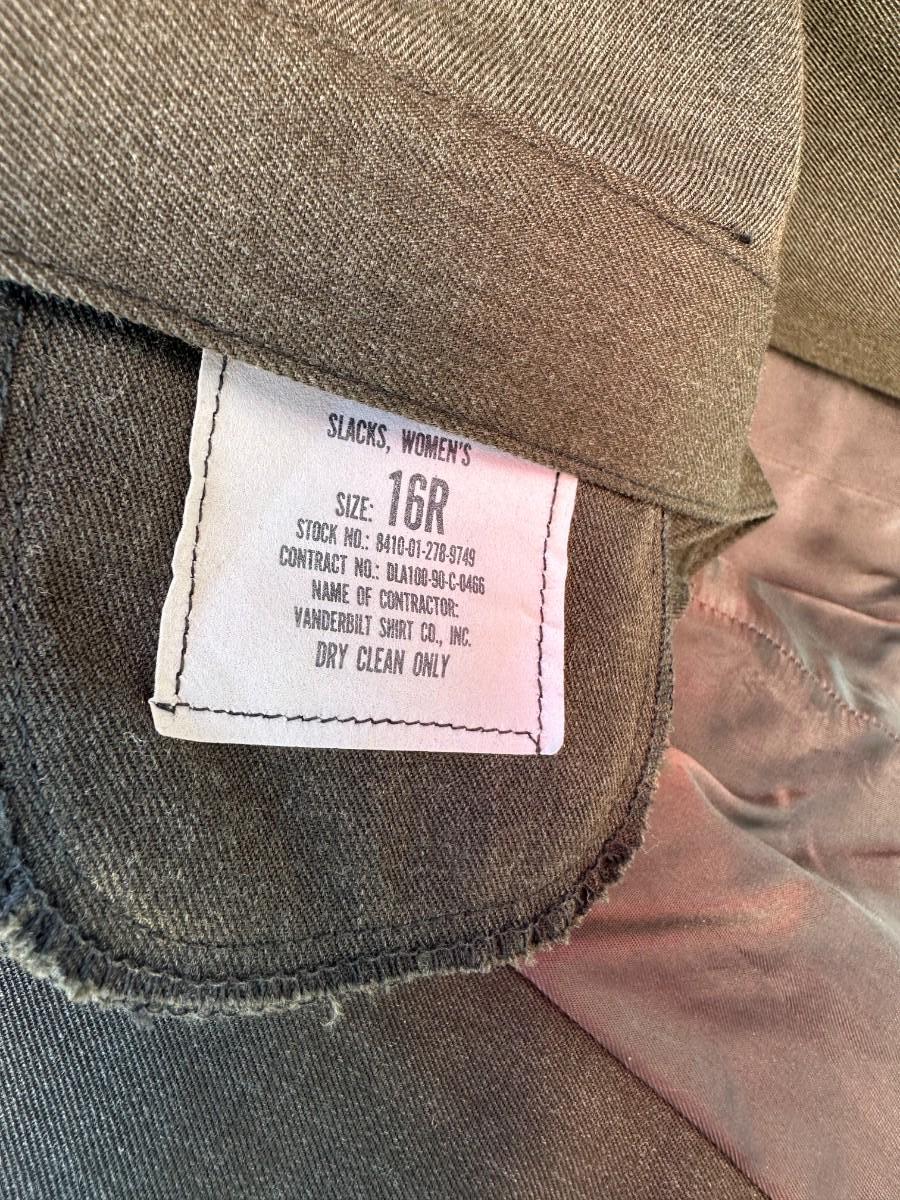 SLACKS, WOMEN'S
SIZE: 16R
STOCK NO.: 8410-01-278-9749
CONTRACT NO.: DLA100-90-C-0466
NAME OF CONTRACTOR:
VANDERBILT SHIRT CO., INC.
DRY CLEAN ONLY